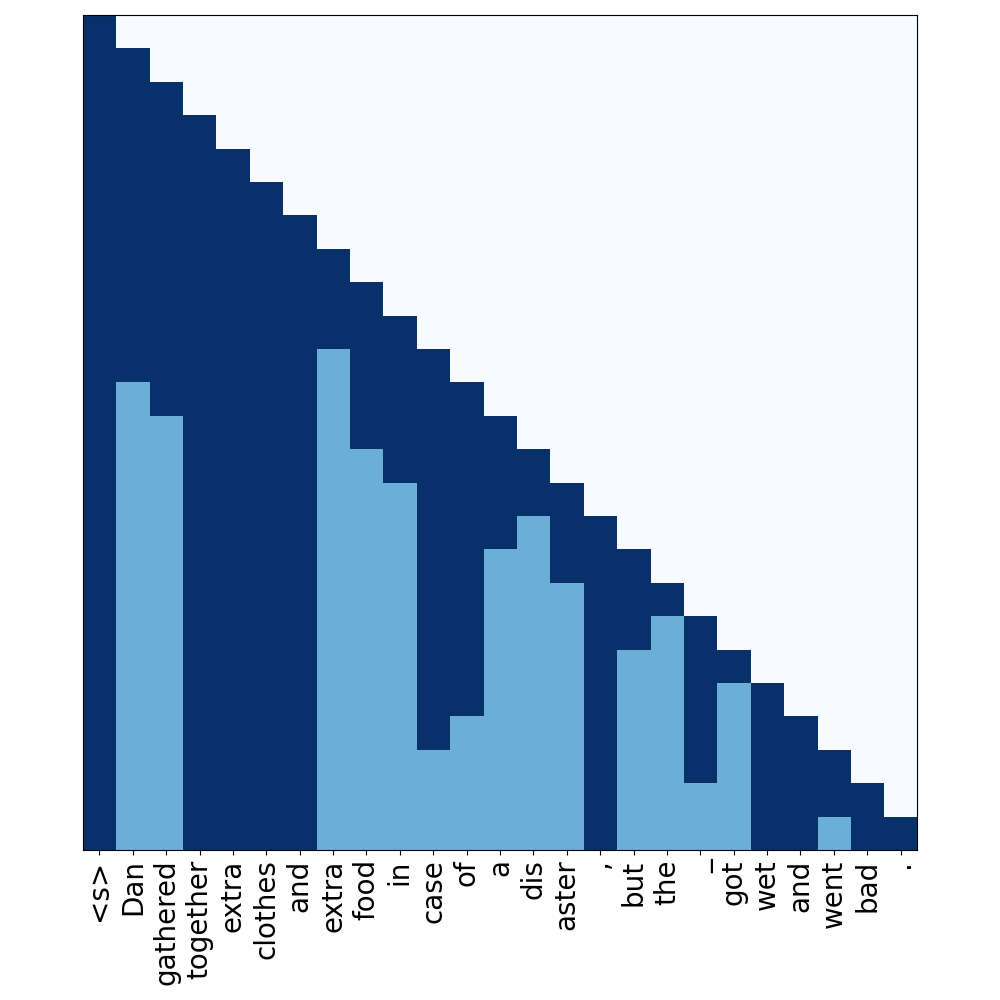 <s>
Dan
gathered
together
extra
clothes
and
extra
food
in
case
of
a
dis
aster
,
but
the
_
got
wet
and
went
bad
.